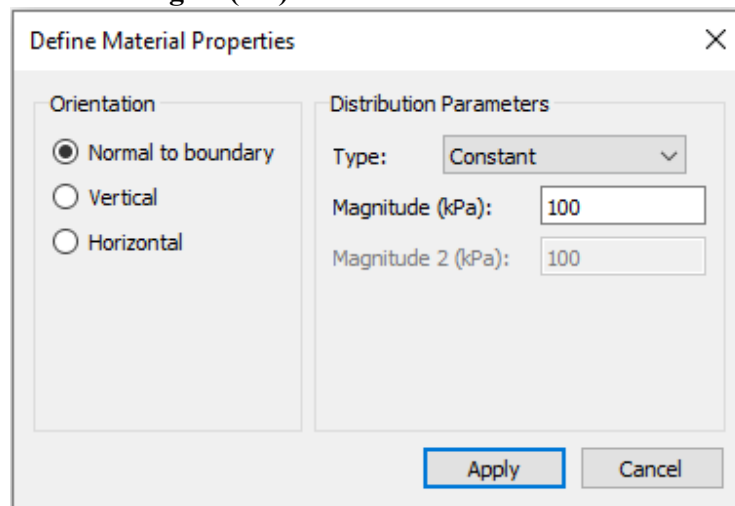 Define Material Properties
Orientation
Normal to boundary
Vertical
Horizontal
Distribution Parameters
Type: Constant
Magnitude (kPa): 100
Magnitude 2 (kPa): 100
Apply Cancel